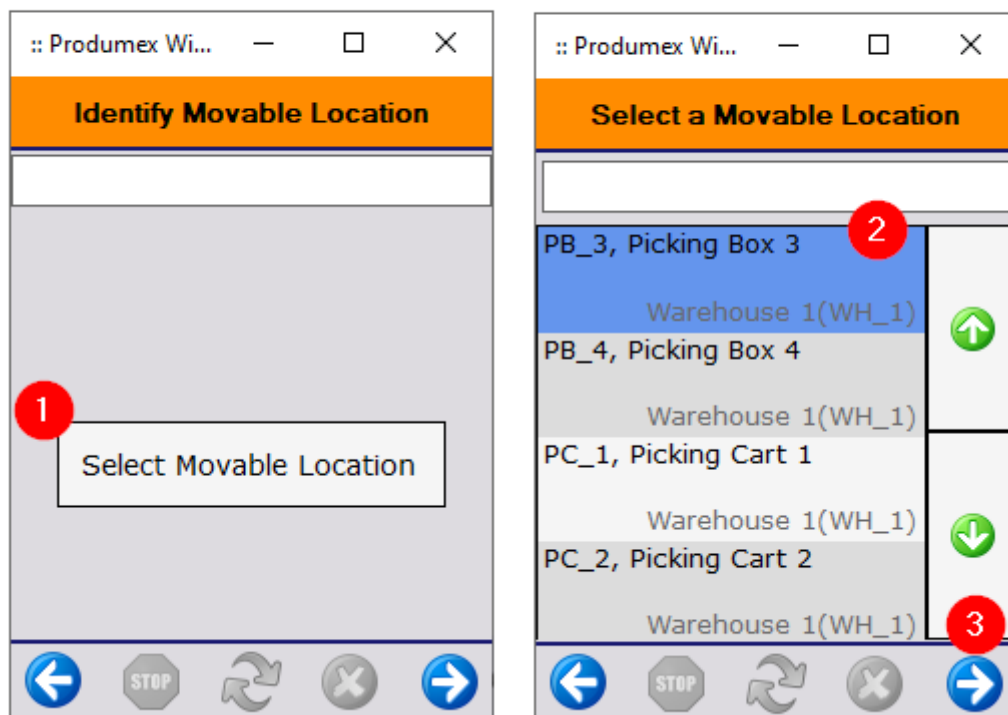 :: Produmex Wi...
Identify Movable Location
1
Select Movable Location
STOP
:: Produmex Wi...
Select a Movable Location
2
PB_3, Picking Box 3
Warehouse 1(WH_1)
PB_4, Picking Box 4
Warehouse 1(WH_1)
PC_1, Picking Cart 1
Warehouse 1(WH_1)
PC_2, Picking Cart 2
Warehouse 1(WH_1)
3
STOP